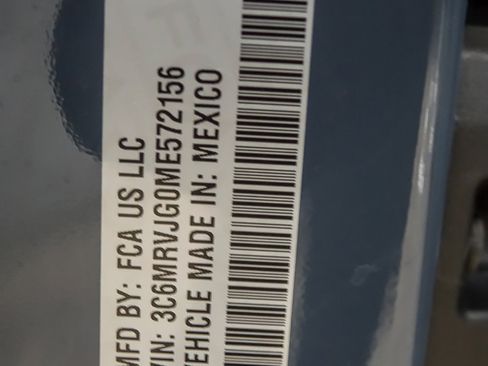 MFD BY: FCA US LLC
VIN: 3C6MRVJG0ME572156
VEHICLE MADE IN: MEXICO